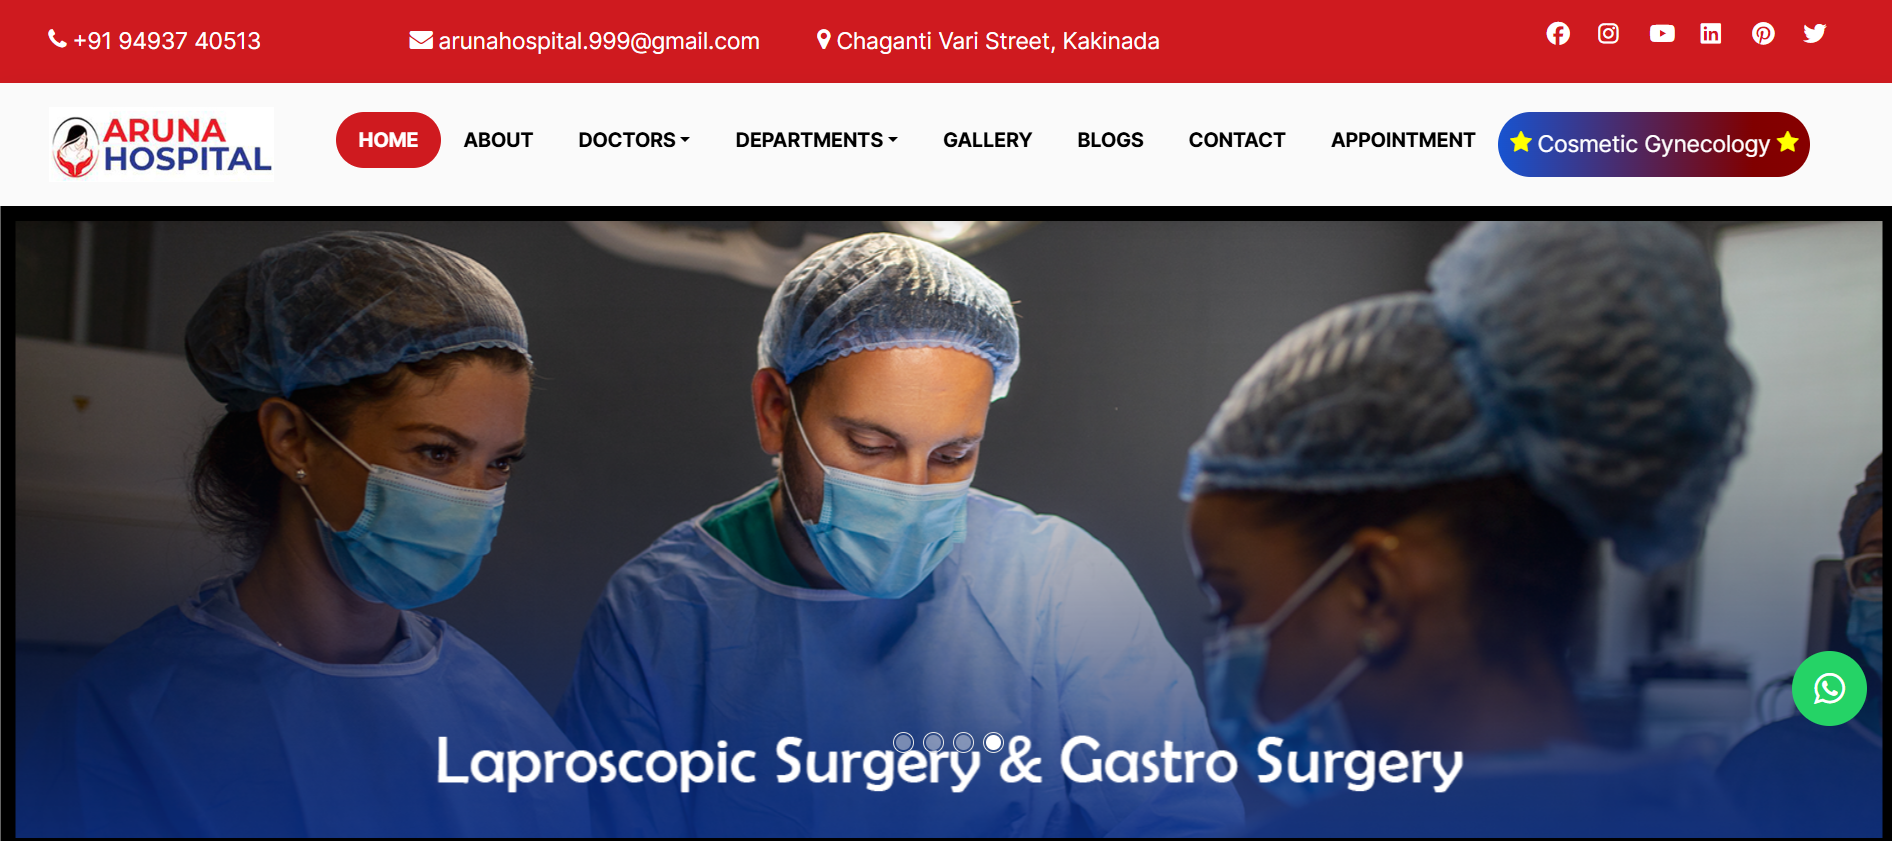 +91 94937 40513
arunahospital.999@gmail.com
Chaganti Vari Street, Kakinada
ARUNA
HOSPITAL
HOME
ABOUT
DOCTORS
DEPARTMENTS
GALLERY
BLOGS
CONTACT
APPOINTMENT
Cosmetic Gynecology
Laproscopic Surgery & Gastro Surgery